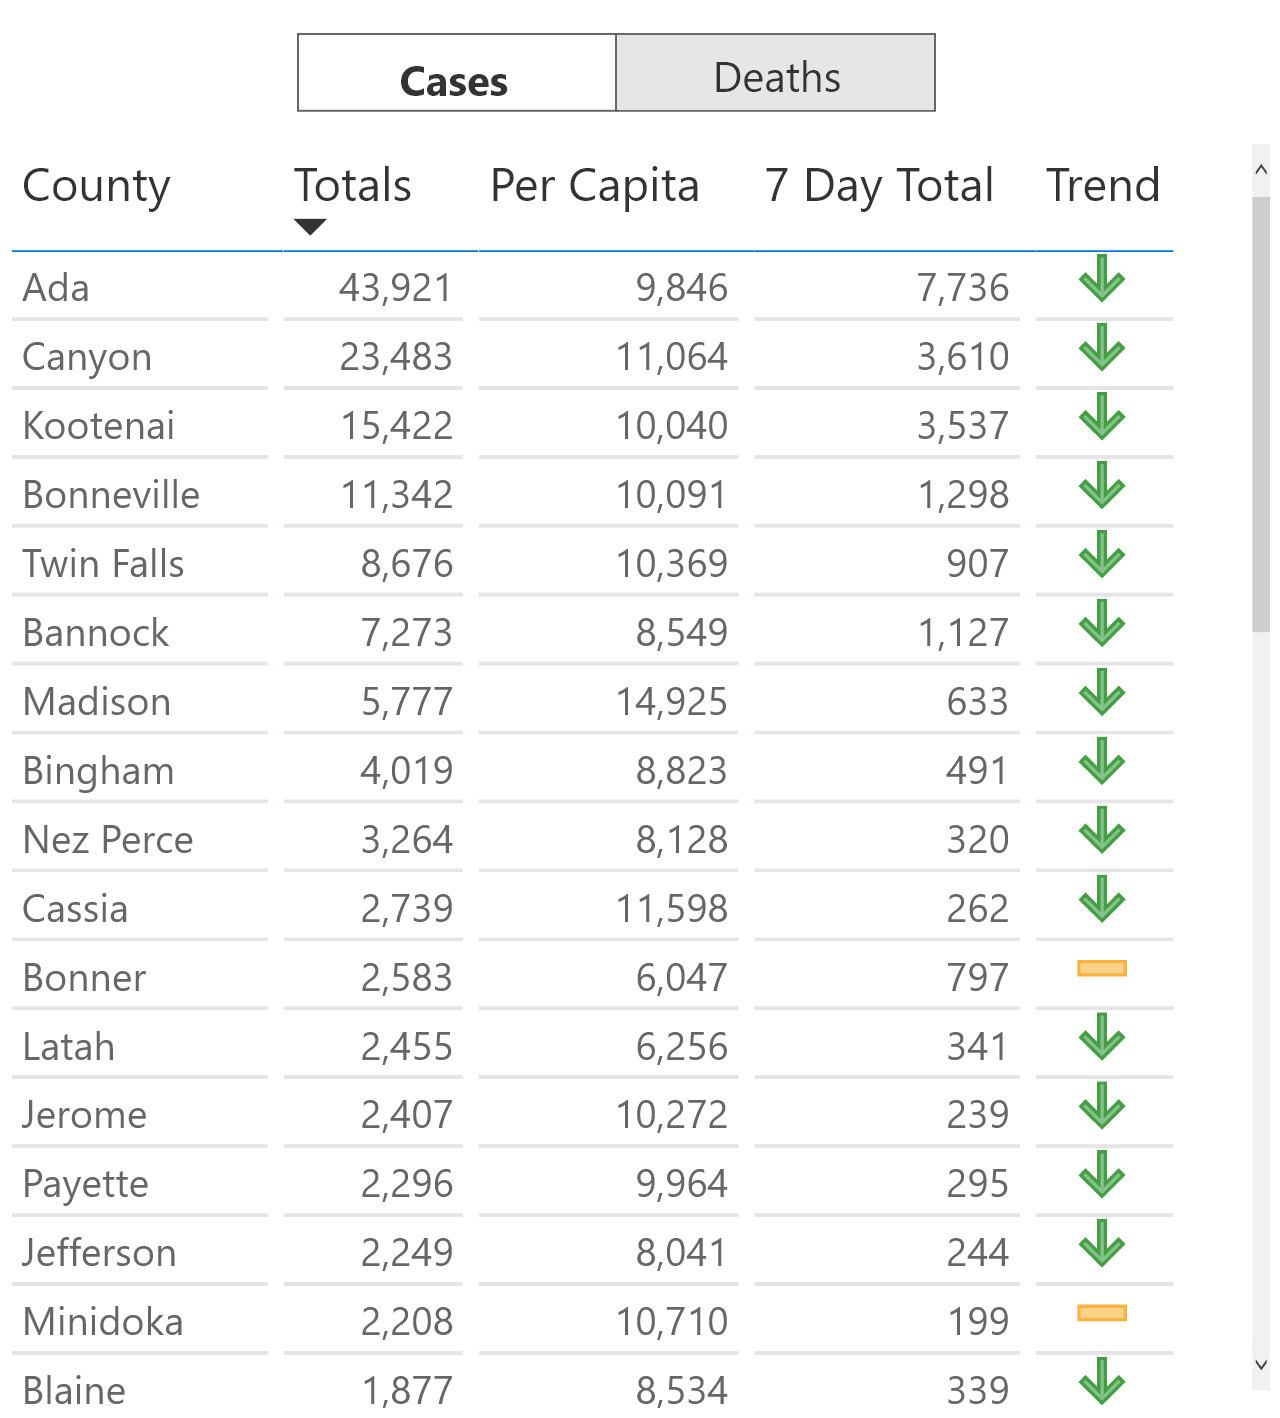 Cases Deaths
County Totals Per Capita 7 Day Total Trend
Ada 43,921 9,846 7,736
Canyon 23,483 11,064 3,610
Kootenai 15,422 10,040 3,537
Bonneville 11,342 10,091 1,298
Twin Falls 8,676 10,369 907
Bannock 7,273 8,549 1,127
Madison 5,777 14,925 633
Bingham 4,019 8,823 491
Nez Perce 3,264 8,128 320
Cassia 2,739 11,598 262
Bonner 2,583 6,047 797
Latah 2,455 6,256 341
Jerome 2,407 10,272 239
Payette 2,296 9,964 295
Jefferson 2,249 8,041 244
Minidoka 2,208 10,710 199
Blaine 1,877 8,534 339